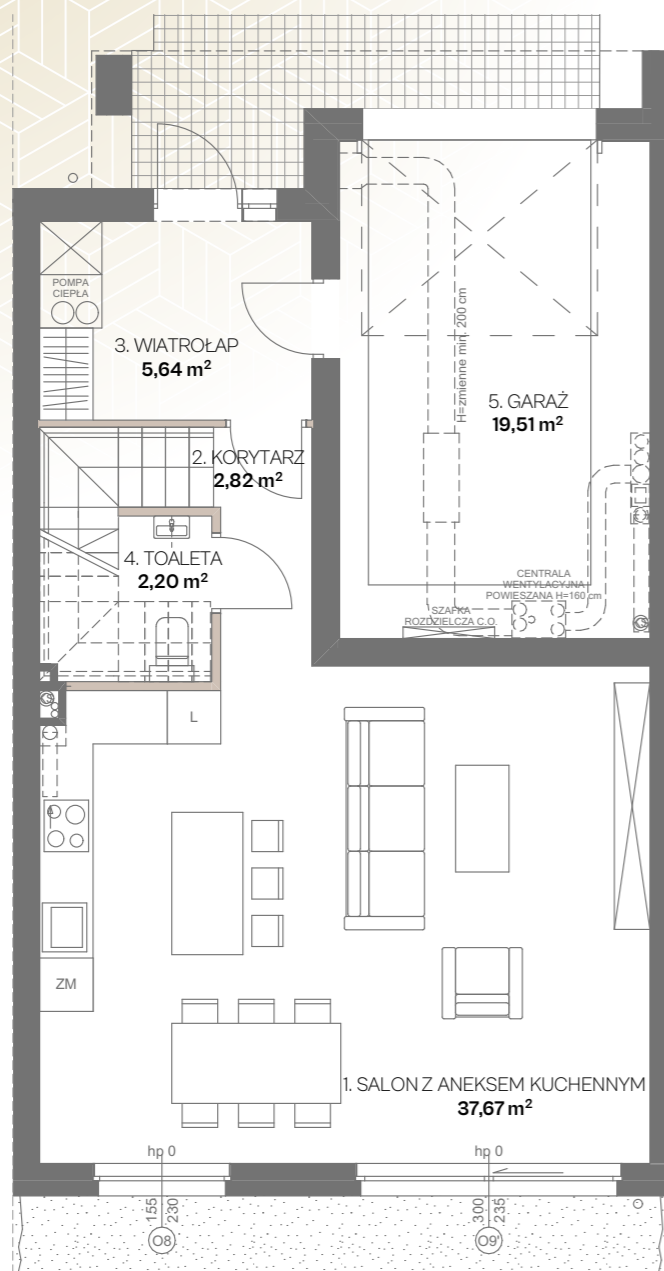 POMPA
CIEPŁA
3. WIATROŁAP
5,64 m²
H=zmienne min. 200 cm
5. GARAŻ
19,51 m²
2. KORYTARZ
2,82 m²
4. TOALETA
2,20 m²
CENTRALA
WENTYLACYJNA
POWIESZANA H=160 cm
SZAFKA
ROZDZIELCZA C.O.
L
ZM
1. SALON Z ANEKSEM KUCHENNYM
37,67 m²
hp 0
hp 0
155
230
300
235
O8
O9'